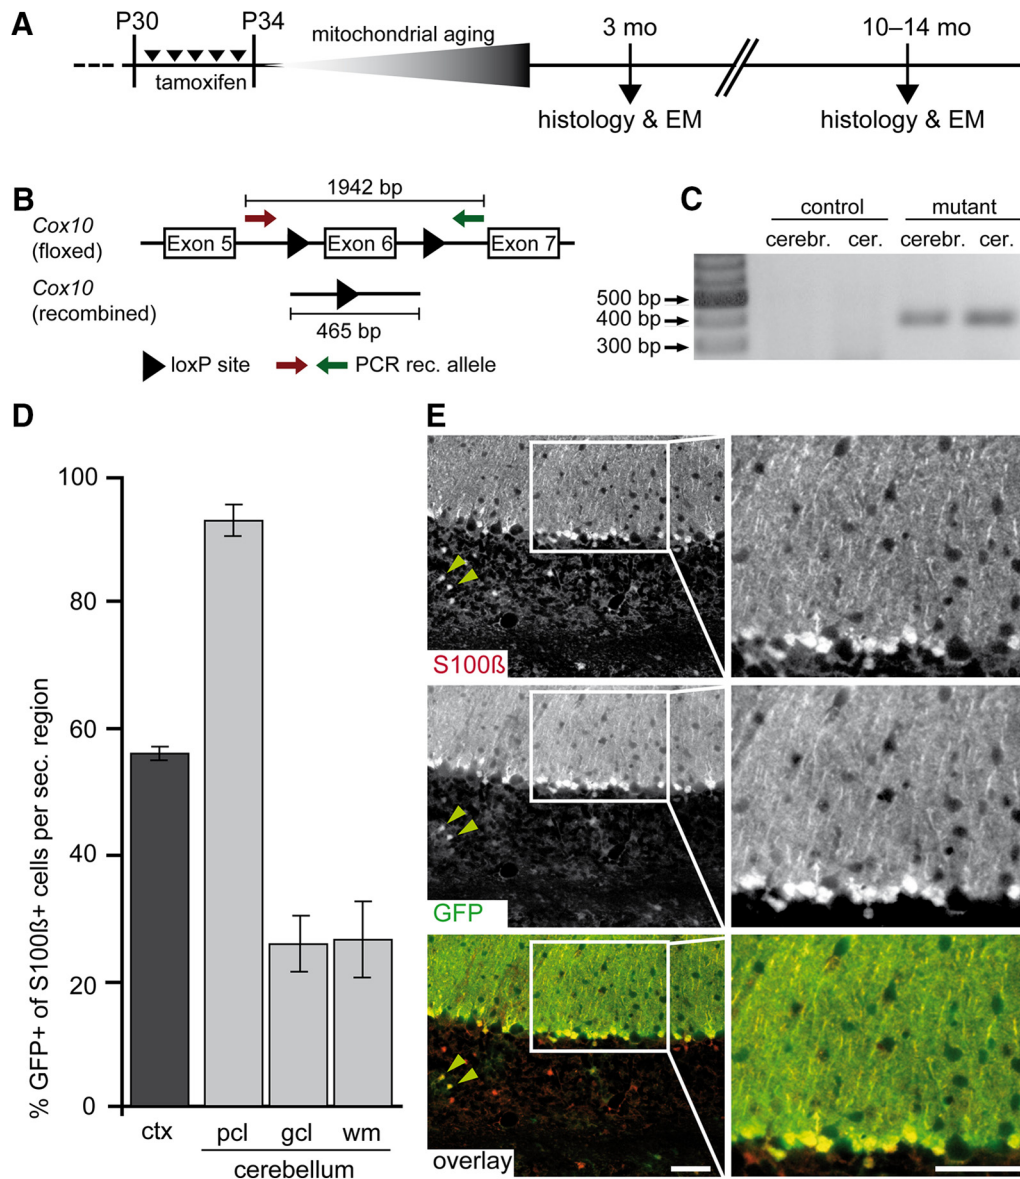 A
P30 P34
tamoxifen
mitochondrial aging
3 mo
10–14 mo
histology & EM
histology & EM
B
1942 bp
Cox10
(floxed)
Exon 5
Exon 6
Exon 7
Cox10
(recombined)
465 bp
loxP site
PCR rec. allele
C
control mutant
cerebr. cer. cerebr. cer.
500 bp
400 bp
300 bp
D
% GFP+ of S100ß+ cells per sec. region
100
80
60
40
20
0
ctx pcl gcl wm
cerebellum
E
S100ß
GFP
overlay